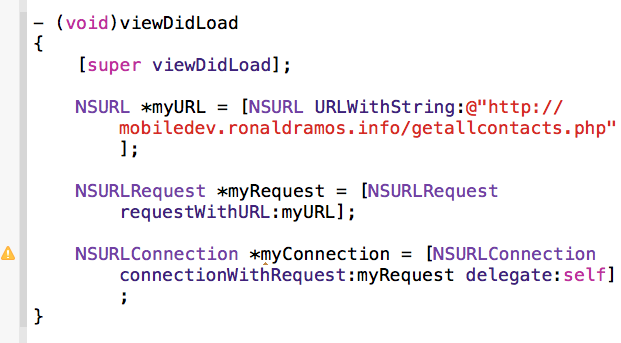 - (void)viewDidLoad
{
[super viewDidLoad];
NSURL *myURL = [NSURL URLWithString:@"http://
mobiledev.ronaldramos.info/getallcontacts.php"
];
NSURLRequest *myRequest = [NSURLRequest
requestWithURL:myURL];
NSURLConnection *myConnection = [NSURLConnection
connectionWithRequest:myRequest delegate:self]
;
}